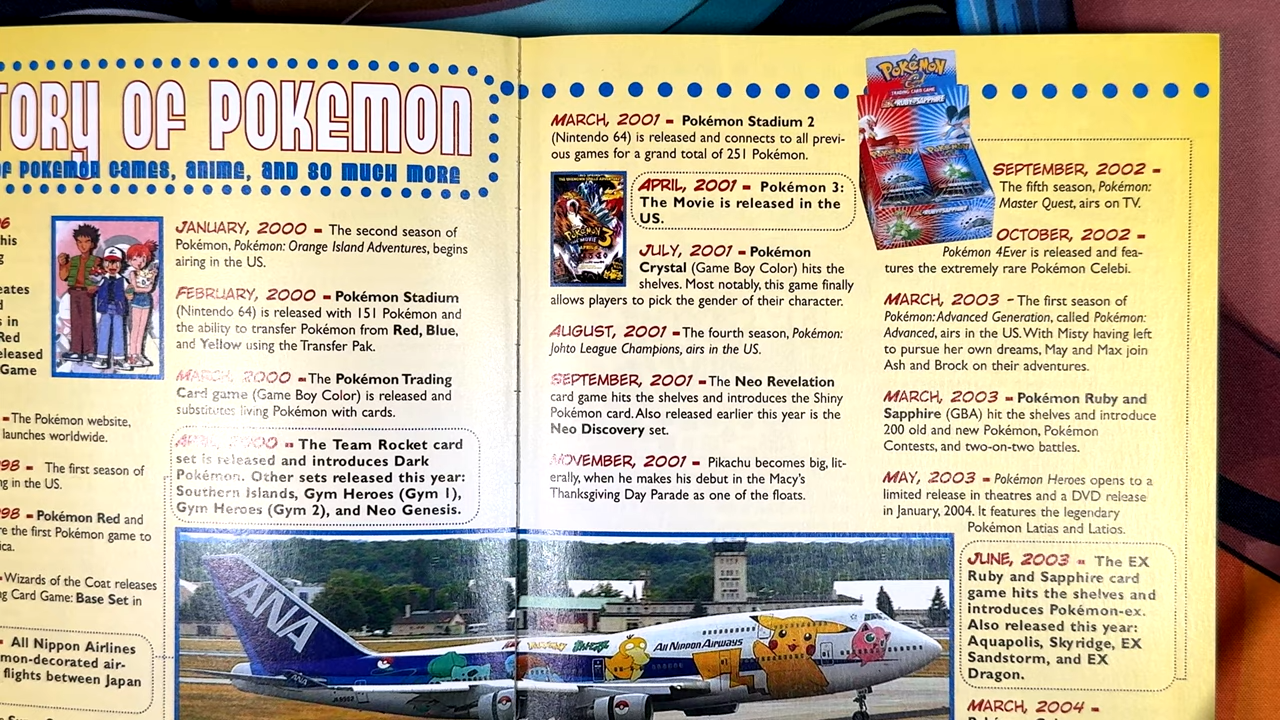 TORY OF POKEMON
OF POKEMON GAMES, ANIME, AND SO MUCH MORE
96
his
g
eates
d
s in
Red
eleased
Game
-The Pokémon website,
launches worldwide.
98 - The first season of
ng in the US.
98 - Pokémon Red and
re the first Pokémon game to
ica.
-Wizards of the Coat releases
ng Card Game: Base Set in
- All Nippon Airlines
mon-decorated air-
flights between Japan
JANUARY, 2000 - The second season of
Pokémon, Pokémon: Orange Island Adventures, begins
airing in the US.
FEBRUARY, 2000 - Pokémon Stadium
(Nintendo 64) is released with 151 Pokémon and
the ability to transfer Pokémon from Red, Blue,
and Yellow using the Transfer Pak.
MARCH, 2000 -The Pokémon Trading
Card game (Game Boy Color) is released and
substitutes living Pokémon with cards.
APRIL, 2000 - The Team Rocket card
set is released and introduces Dark
Pokémon. Other sets released this year:
Southern Islands, Gym Heroes (Gym 1),
Gym Heroes (Gym 2), and Neo Genesis.
MARCH, 2001 - Pokémon Stadium 2
(Nintendo 64) is released and connects to all previ-
ous games for a grand total of 251 Pokémon.
POKéMON
THE MOVIE
3
APRIL, 2001 - Pokémon 3:
The Movie is released in the
US.
JULY, 2001 - Pokémon
Crystal (Game Boy Color) hits the
shelves. Most notably, this game finally
allows players to pick the gender of their character.
AUGUST, 2001 -The fourth season, Pokémon:
Johto League Champions, airs in the US.
SEPTEMBER, 2001 -The Neo Revelation
card game hits the shelves and introduces the Shiny
Pokémon card. Also released earlier this year is the
Neo Discovery set.
NOVEMBER, 2001 - Pikachu becomes big, lit-
erally, when he makes his debut in the Macy's
Thanksgiving Day Parade as one of the floats.
POKéMON
TRADING CARD GAME
RUBY & SAPPHIRE
SEPTEMBER, 2002 -
The fifth season, Pokémon:
Master Quest, airs on TV.
OCTOBER, 2002 -
Pokémon 4Ever is released and fea-
tures the extremely rare Pokémon Celebi.
MARCH, 2003 - The first season of
Pokémon: Advanced Generation, called Pokémon:
Advanced, airs in the US. With Misty having left
to pursue her own dreams, May and Max join
Ash and Brock on their adventures.
MARCH, 2003 - Pokémon Ruby and
Sapphire (GBA) hit the shelves and introduce
200 old and new Pokémon, Pokémon
Contests, and two-on-two battles.
MAY, 2003 - Pokémon Heroes opens to a
limited release in theatres and a DVD release
in January, 2004. It features the legendary
Pokémon Latias and Latios.
JUNE, 2003 - The EX
Ruby and Sapphire card
game hits the shelves and
introduces Pokémon-ex.
Also released this year:
Aquapolis, Skyridge, EX
Sandstorm, and EX
Dragon.
MARCH, 2004 -
ANA
All Nippon Airways